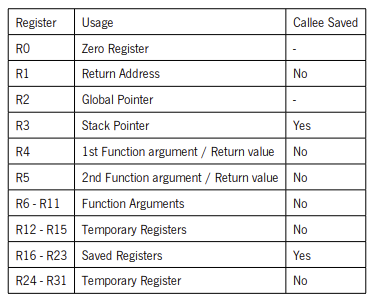 Register Usage Callee Saved
R0 Zero Register -
R1 Return Address No
R2 Global Pointer -
R3 Stack Pointer Yes
R4 1st Function argument / Return value No
R5 2nd Function argument / Return value No
R6 - R11 Function Arguments No
R12 - R15 Temporary Registers No
R16 - R23 Saved Registers Yes
R24 - R31 Temporary Register No